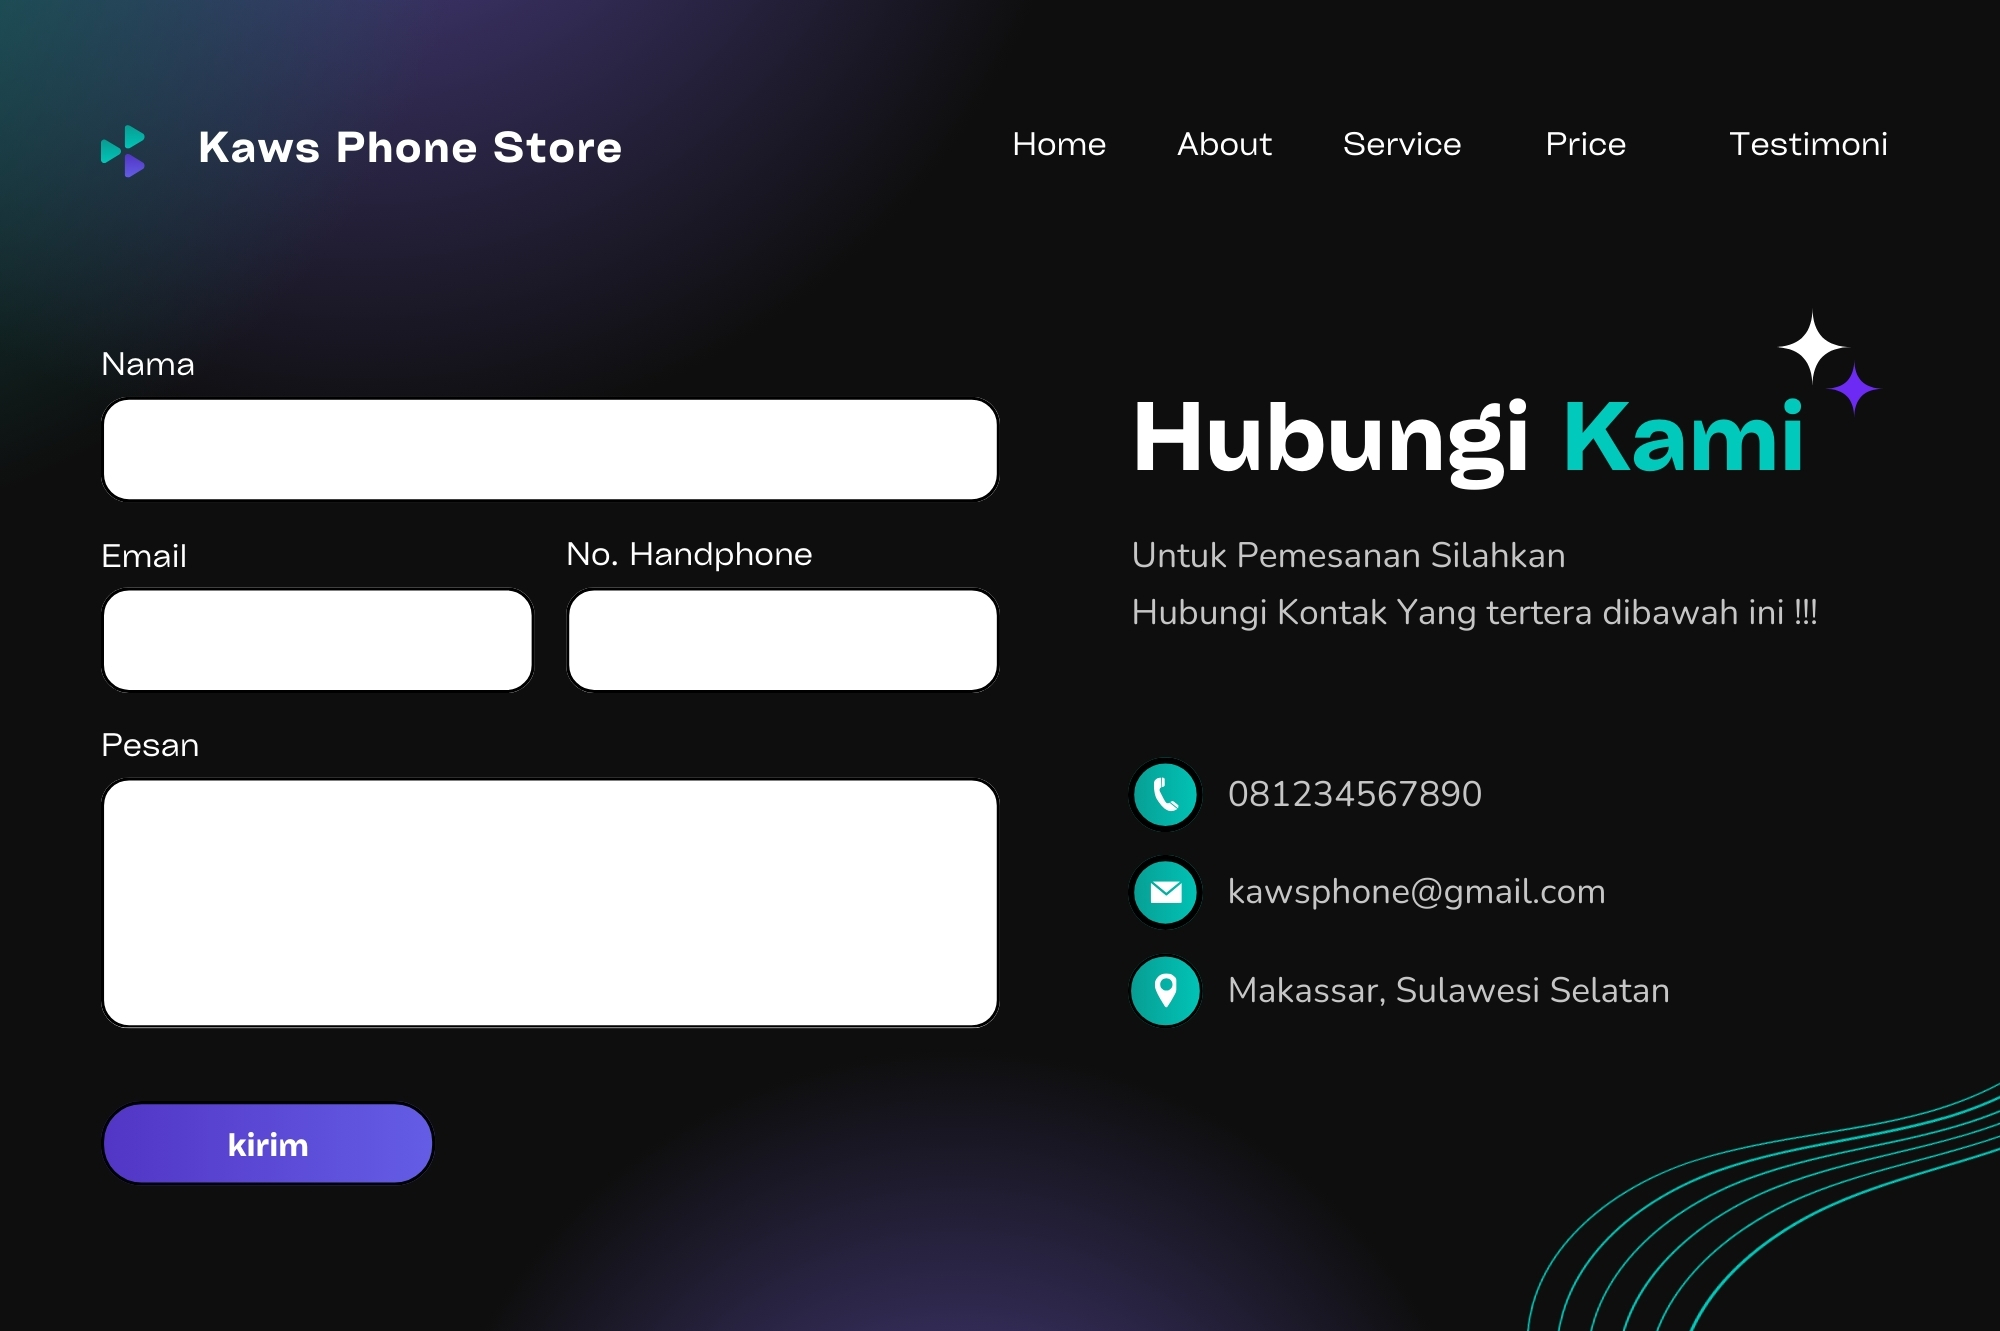 Kaws Phone Store
Home About Service Price Testimoni
Nama
Email
No. Handphone
Pesan
kirim
Hubungi Kami
Untuk Pemesanan Silahkan
Hubungi Kontak Yang tertera dibawah ini !!!
081234567890
kawsphone@gmail.com
Makassar, Sulawesi Selatan